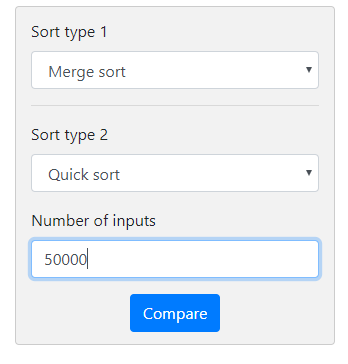 Sort type 1
Merge sort
Sort type 2
Quick sort
Number of inputs
50000
Compare